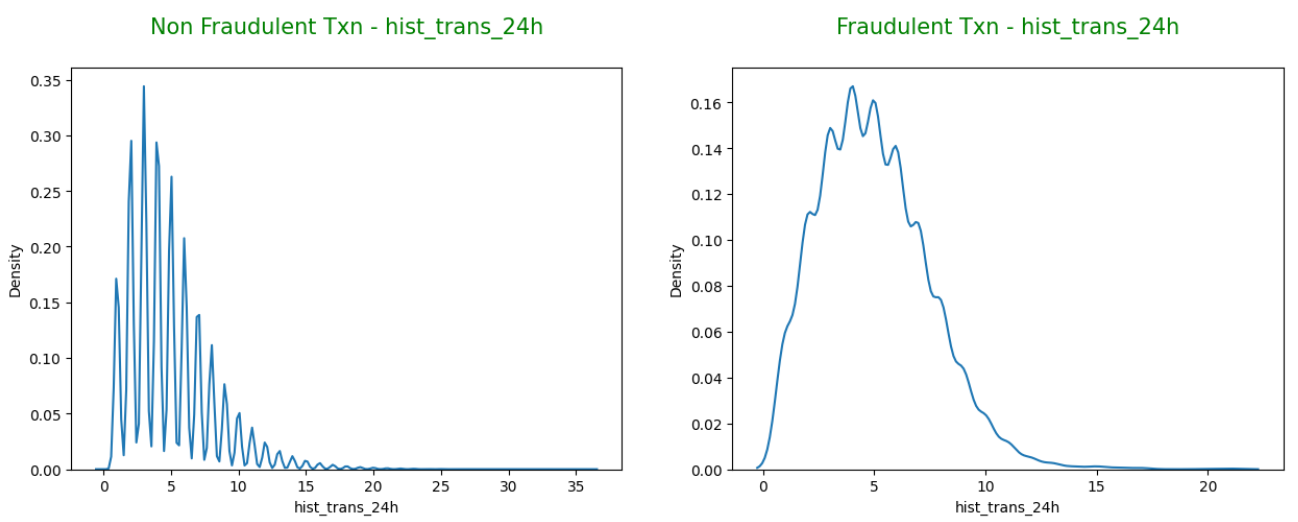 Non Fraudulent Txn - hist_trans_24h
0.35
0.30
0.25
0.20
0.15
0.10
0.05
0.00
Density
0 5 10 15 20 25 30 35
hist_trans_24h
Fraudulent Txn - hist_trans_24h
0.16
0.14
0.12
0.10
0.08
0.06
0.04
0.02
0.00
Density
0 5 10 15 20
hist_trans_24h